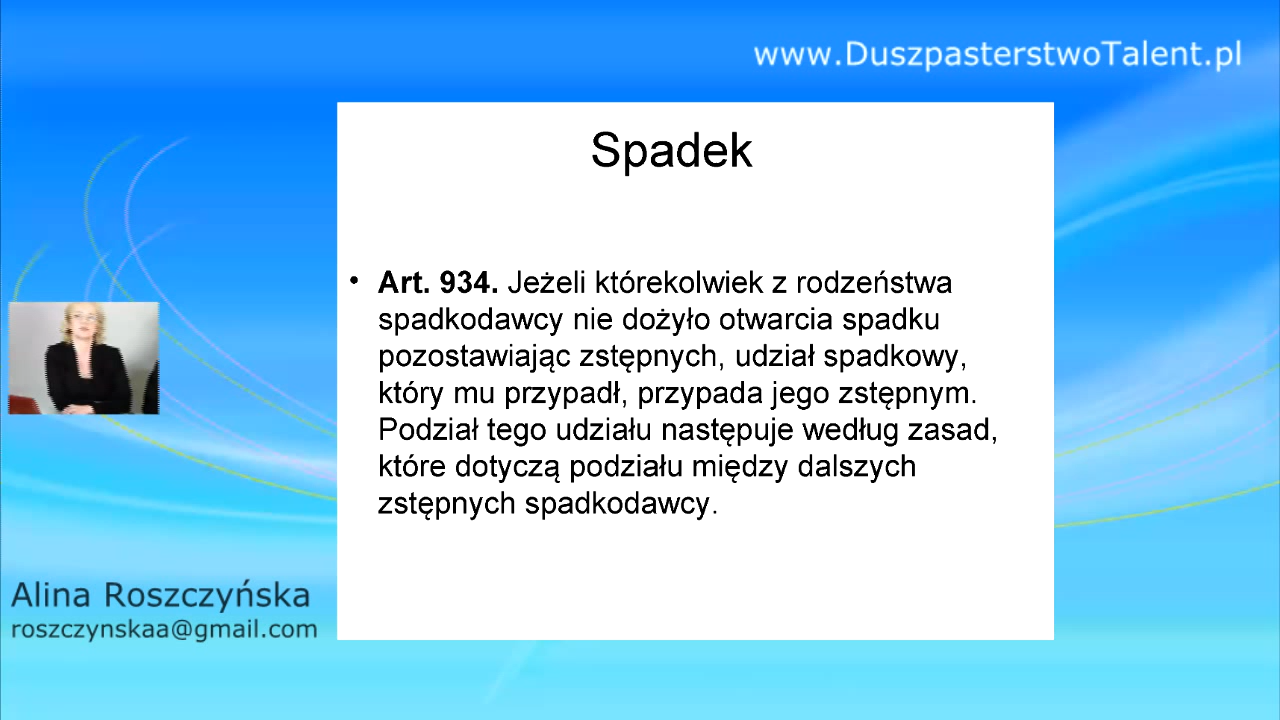 www.DuszpasterstwoTalent.pl
Spadek
• Art. 934. Jeżeli którekolwiek z rodzeństwa
spadkodawcy nie dożyło otwarcia spadku
pozostawiając zstępnych, udział spadkowy,
który mu przypadł, przypada jego zstępnym.
Podział tego udziału następuje według zasad,
które dotyczą podziału między dalszych
zstępnych spadkodawcy.
Alina Roszczyńska
roszczynskaa@gmail.com